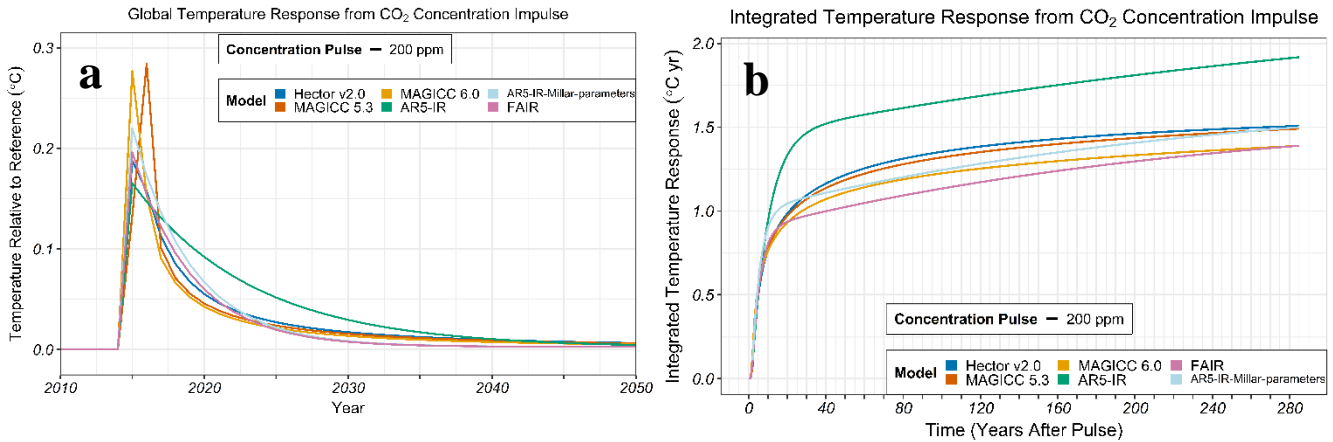 Global Temperature Response from CO₂ Concentration Impulse
a
Concentration Pulse – 200 ppm
Model
Hector v2.0
MAGICC 6.0
AR5-IR-Millar-parameters
MAGICC 5.3
AR5-IR
FAIR
Temperature Relative to Reference (°C)
0.3
0.2
0.1
0.0
2010
2020
2030
2040
2050
Year
Integrated Temperature Response from CO₂ Concentration Impulse
b
Integrated Temperature Response (°C yr)
2.0
1.5
1.0
0.5
0.0
Concentration Pulse – 200 ppm
Model
Hector v2.0
MAGICC 6.0
FAIR
MAGICC 5.3
AR5-IR
AR5-IR-Millar-parameters
0
20
40
80
120
160
200
240
280
Time (Years After Pulse)